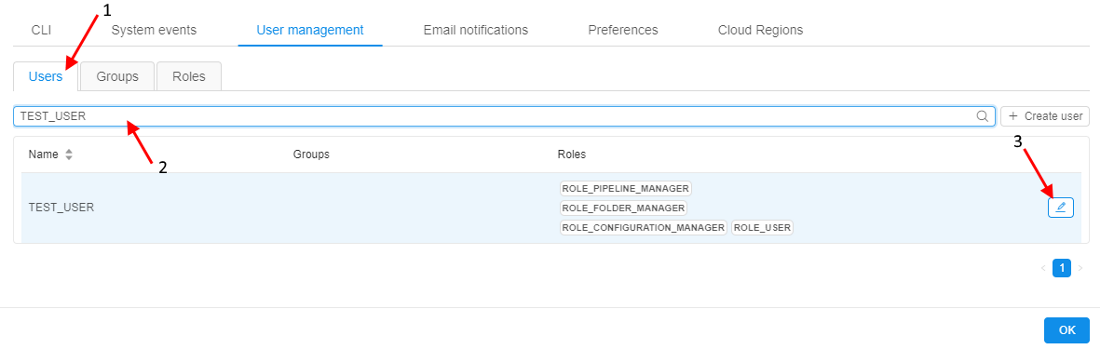 1
CLI System events User management Email notifications Preferences Cloud Regions
Users Groups Roles
TEST_USER + Create user
2
3
Name Groups Roles
ROLE_PIPELINE_MANAGER
TEST_USER ROLE_FOLDER_MANAGER
ROLE_CONFIGURATION_MANAGER ROLE_USER
< 1 >
OK